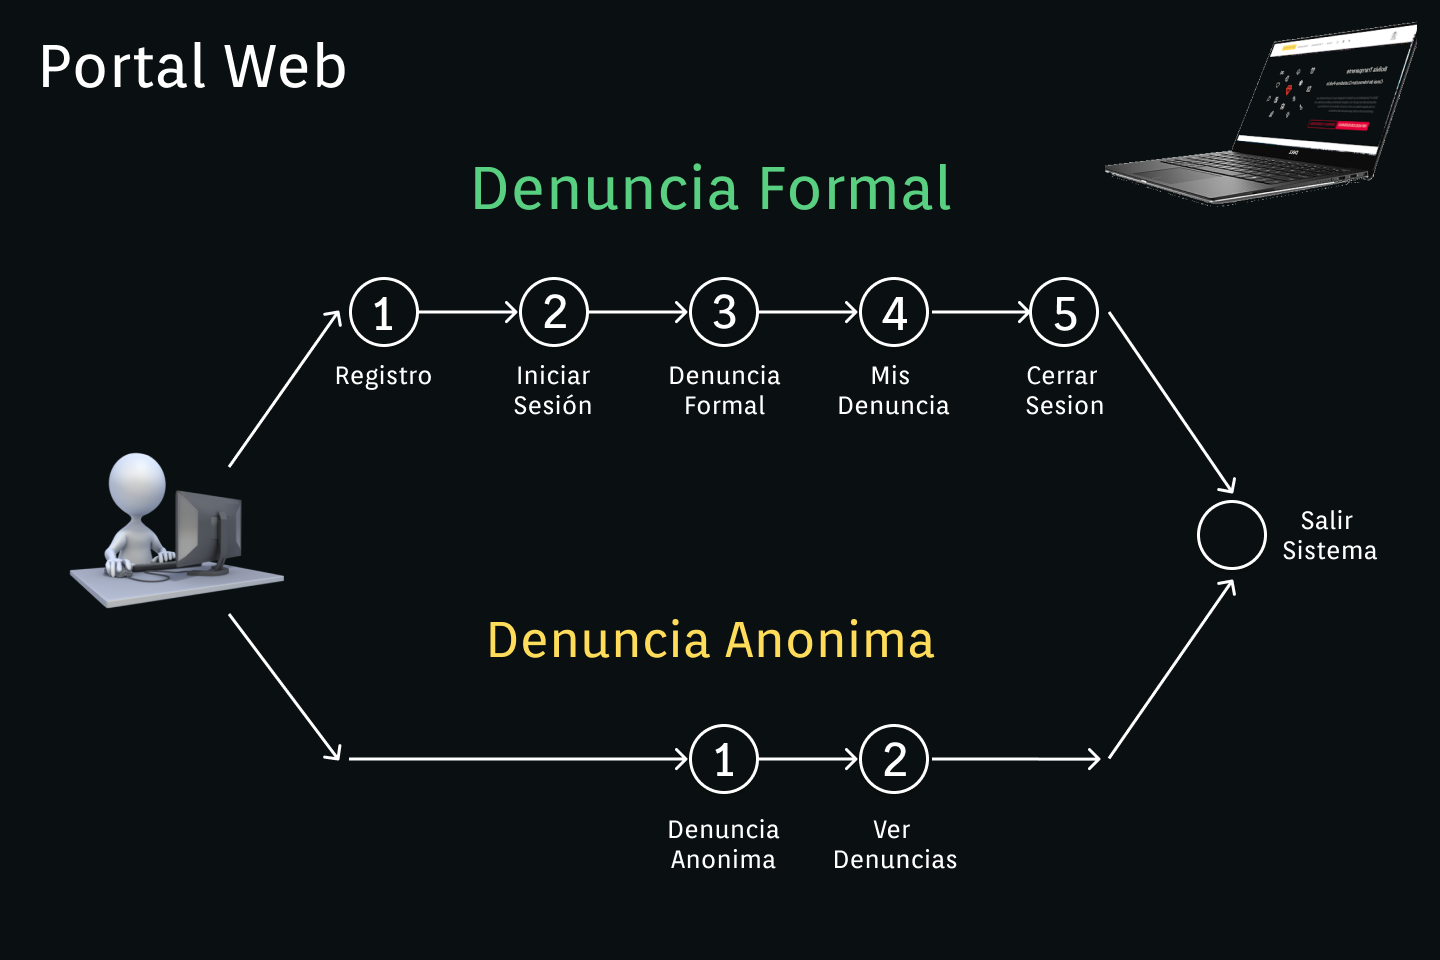 Portal Web
Denuncia Formal
1
2
3
4
5
Registro
Iniciar
Sesión
Denuncia
Formal
Mis
Denuncia
Cerrar
Sesion
Salir
Sistema
Denuncia Anonima
1
2
Denuncia
Anonima
Ver
Denuncias